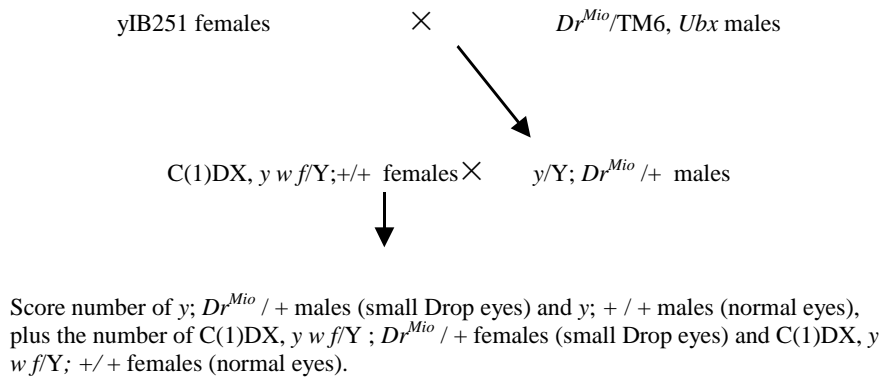 yIB251 females × Dr^Mio/TM6, Ubx males
C(1)DX, y w f/Y;+/+ females × y/Y; Dr^Mio /+ males
Score number of y; Dr^Mio / + males (small Drop eyes) and y; + / + males (normal eyes),
plus the number of C(1)DX, y w f/Y ; Dr^Mio / + females (small Drop eyes) and C(1)DX, y
w f/Y; +/ + females (normal eyes).